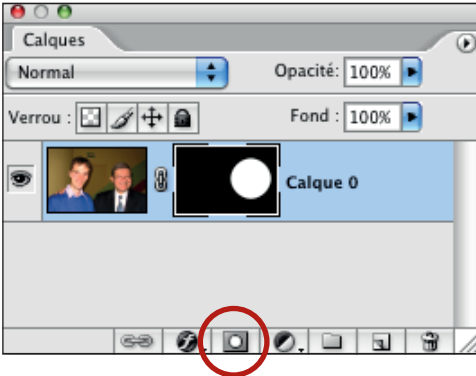 Calques
Normal Opacité: 100%
Verrou : Fond : 100%
Calque 0